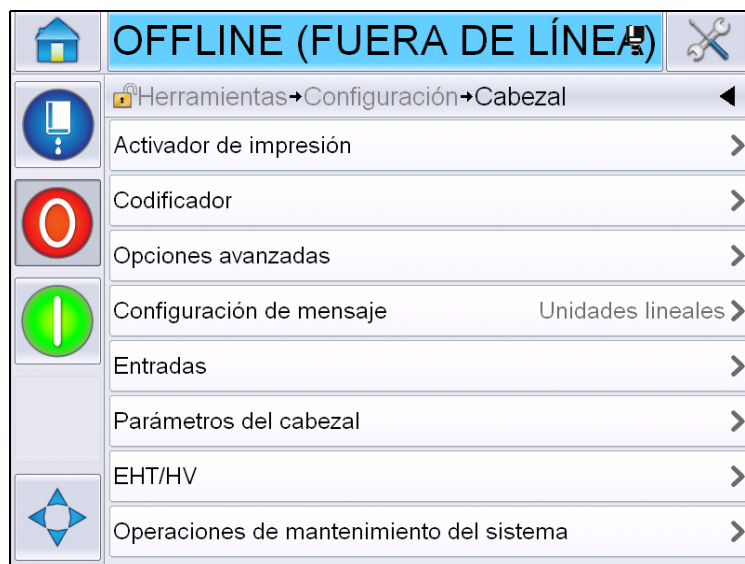 OFFLINE (FUERA DE LÍNEA)
Herramientas→Configuración→Cabezal
Activador de impresión
Codificador
Opciones avanzadas
Configuración de mensaje Unidades lineales
Entradas
Parámetros del cabezal
EHT/HV
Operaciones de mantenimiento del sistema